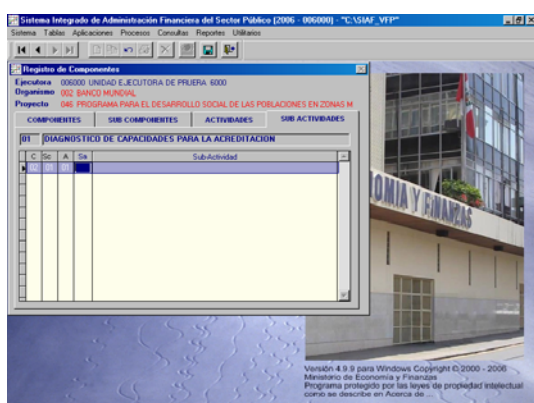 Sistema Integrado de Administración Financiera del Sector Público (2006 - 006000) - "C:\SIAF_VFP"
Sistema Tablas Aplicaciones Procesos Consultas Reportes Utilitarios
Registro de Componentes
Ejecutora 006000 UNIDAD EJECUTORA DE PRUEBA 6000
Organismo 002 BANCO MUNDIAL
Proyecto 046 PROGRAMA PARA EL DESARROLLO SOCIAL DE LAS POBLACIONES EN ZONAS M
COMPONENTES SUB COMPONENTES ACTIVIDADES SUB ACTIVIDADES
01 DIAGNOSTICO DE CAPACIDADES PARA LA ACREDITACION
C Sc A Sa Sub-Actividad
02 01 01
OMIA Y FINANZAS
Versión 4.9.9 para Windows Copyright © 2000 - 2006
Ministerio de Economía y Finanzas
Programa protegido por las leyes de propiedad intelectual
como se describe en Acerca de ...